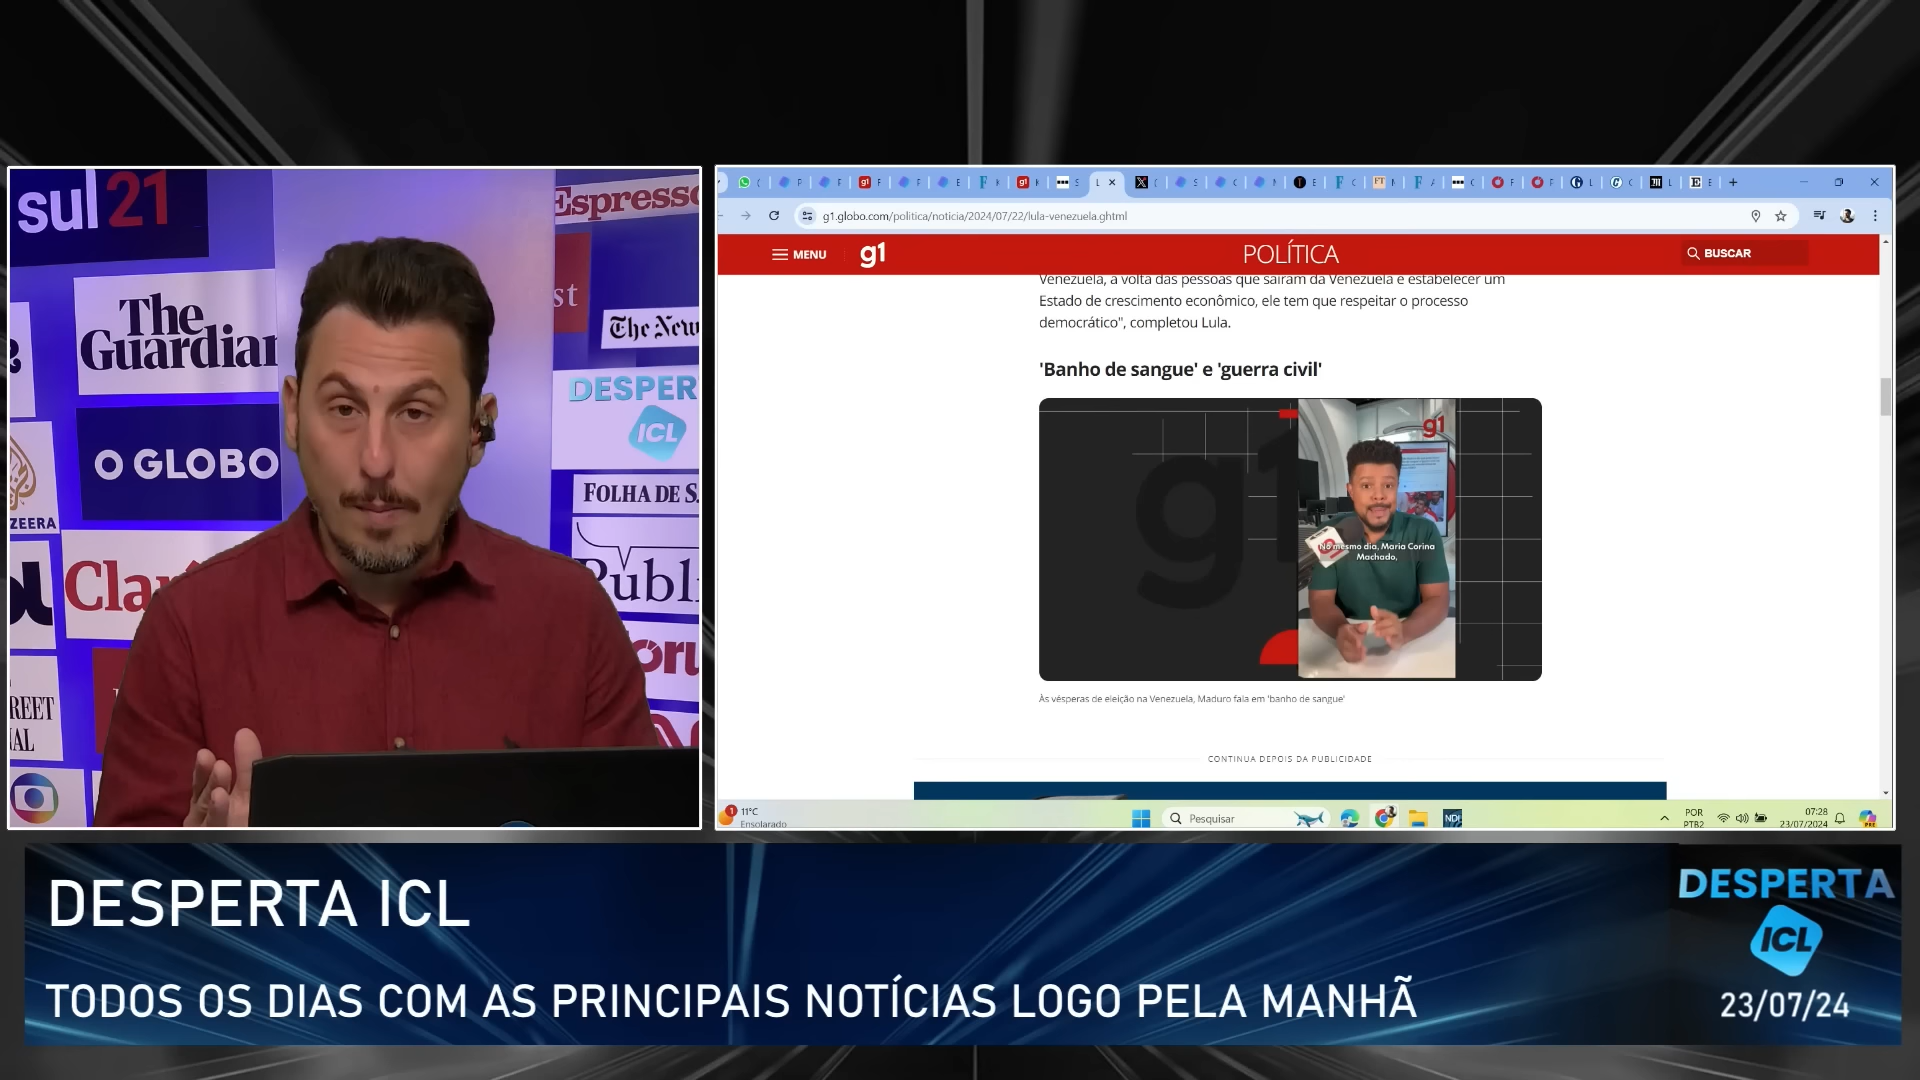 sul21
The
Guardian
O GLOBO
ZEERA
REET
Espresso
st
The New
DESPER
ICL
FOLHA DE S.
Publi
g1.globo.com/politica/noticia/2024/07/22/lula-venezuela.ghtml
MENU
g1
POLÍTICA
BUSCAR
Venezuela, a volta das pessoas que saíram da Venezuela e estabelecer um
Estado de crescimento econômico, ele tem que respeitar o processo
democrático", completou Lula.
'Banho de sangue' e 'guerra civil'
g1
g1
No mesmo dia, Maria Corina
Machado,
Às vésperas de eleição na Venezuela, Maduro fala em 'banho de sangue'
CONTINUA DEPOIS DA PUBLICIDADE
1
11°C
Ensolarado
Pesquisar
POR
PTB2
07:28
23/07/2024
DESPERTA ICL
TODOS OS DIAS COM AS PRINCIPAIS NOTÍCIAS LOGO PELA MANHÃ
DESPERTA
ICL
23/07/24